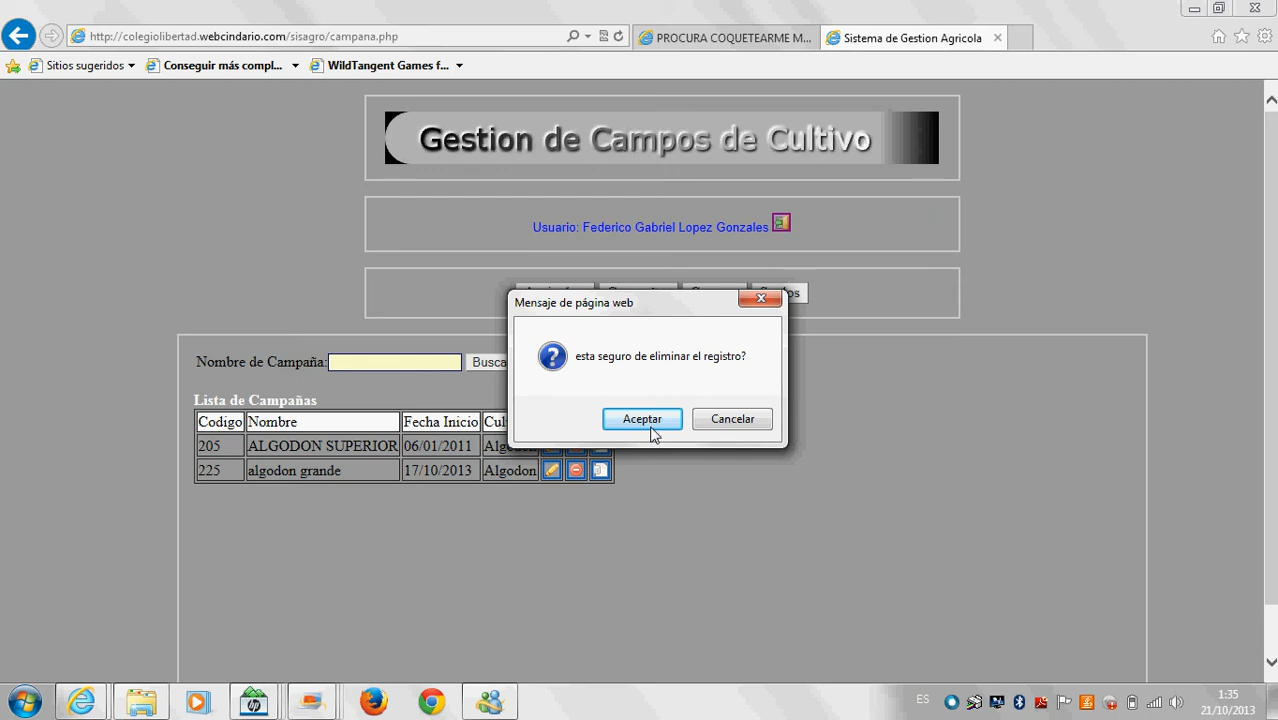 http://colegiolibertad.webcindario.com/sisagro/campana.php
PROCURA COQUETEARME M...
Sistema de Gestion Agricola
Sitios sugeridos
Conseguir más compl...
WildTangent Games f...
Gestion de Campos de Cultivo
Usuario: Federico Gabriel Lopez Gonzales
Mensaje de página web
esta seguro de eliminar el registro?
Aceptar
Cancelar
Nombre de Campaña:
Busca
Lista de Campañas
Codigo Nombre Fecha Inicio Cul
205 ALGODON SUPERIOR 06/01/2011 Algodon
225 algodon grande 17/10/2013 Algodon
ES
1:35
21/10/2013